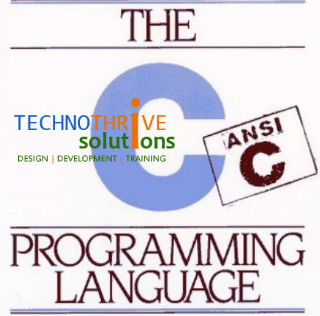 THE
C
TECHNOTHRIVE
solutions
DESIGN | DEVELOPMENT | TRAINING
ANSI
C
PROGRAMMING
LANGUAGE